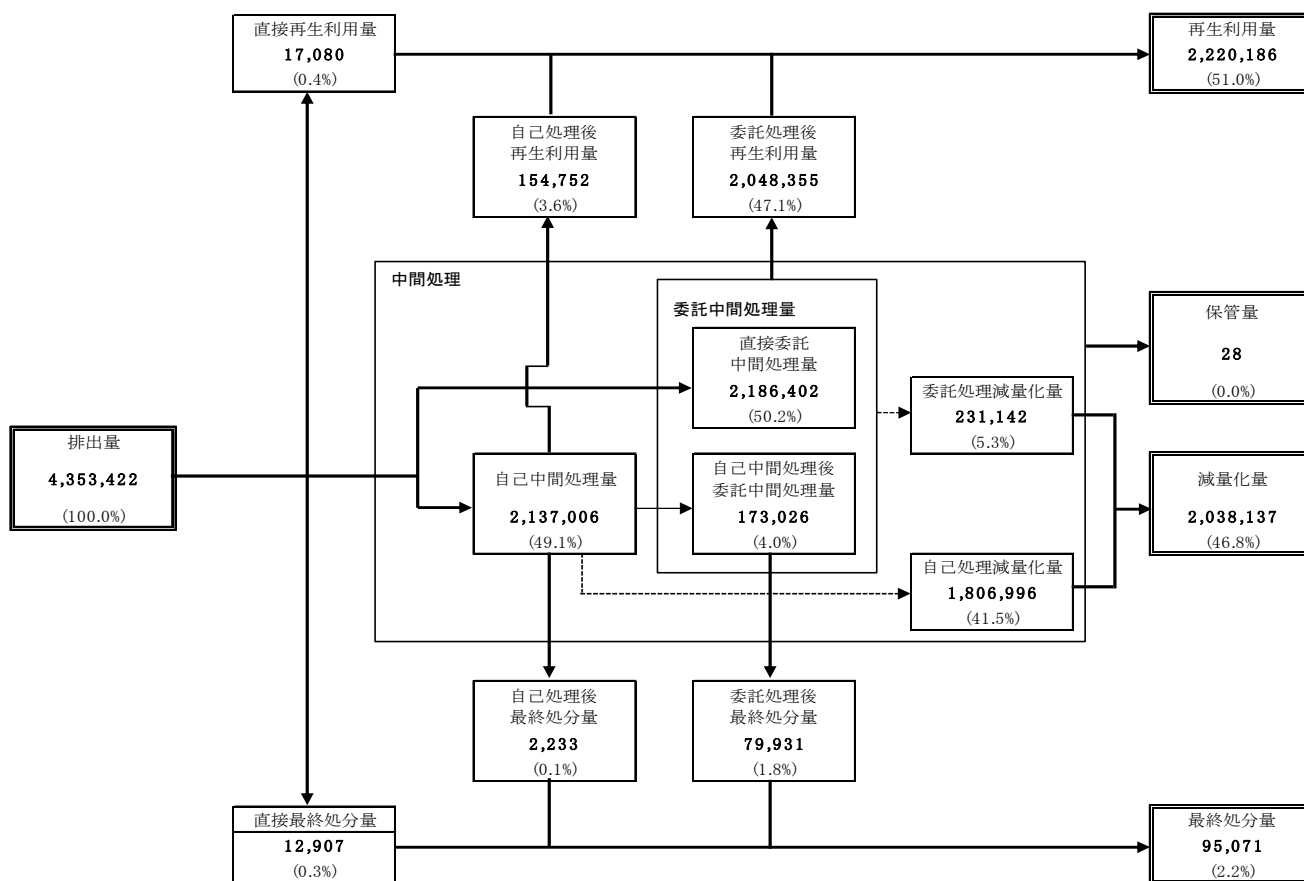 直接再生利用量
17,080
(0.4%)
再生利用量
2,220,186
(51.0%)
自己処理後
再生利用量
154,752
(3.6%)
委託処理後
再生利用量
2,048,355
(47.1%)
中間処理
委託中間処理量
直接委託
中間処理量
2,186,402
(50.2%)
保管量
28
(0.0%)
委託処理減量化量
231,142
(5.3%)
排出量
4,353,422
(100.0%)
自己中間処理量
2,137,006
(49.1%)
自己中間処理後
委託中間処理量
173,026
(4.0%)
減量化量
2,038,137
(46.8%)
自己処理減量化量
1,806,996
(41.5%)
自己処理後
最終処分量
2,233
(0.1%)
委託処理後
最終処分量
79,931
(1.8%)
直接最終処分量
12,907
(0.3%)
最終処分量
95,071
(2.2%)